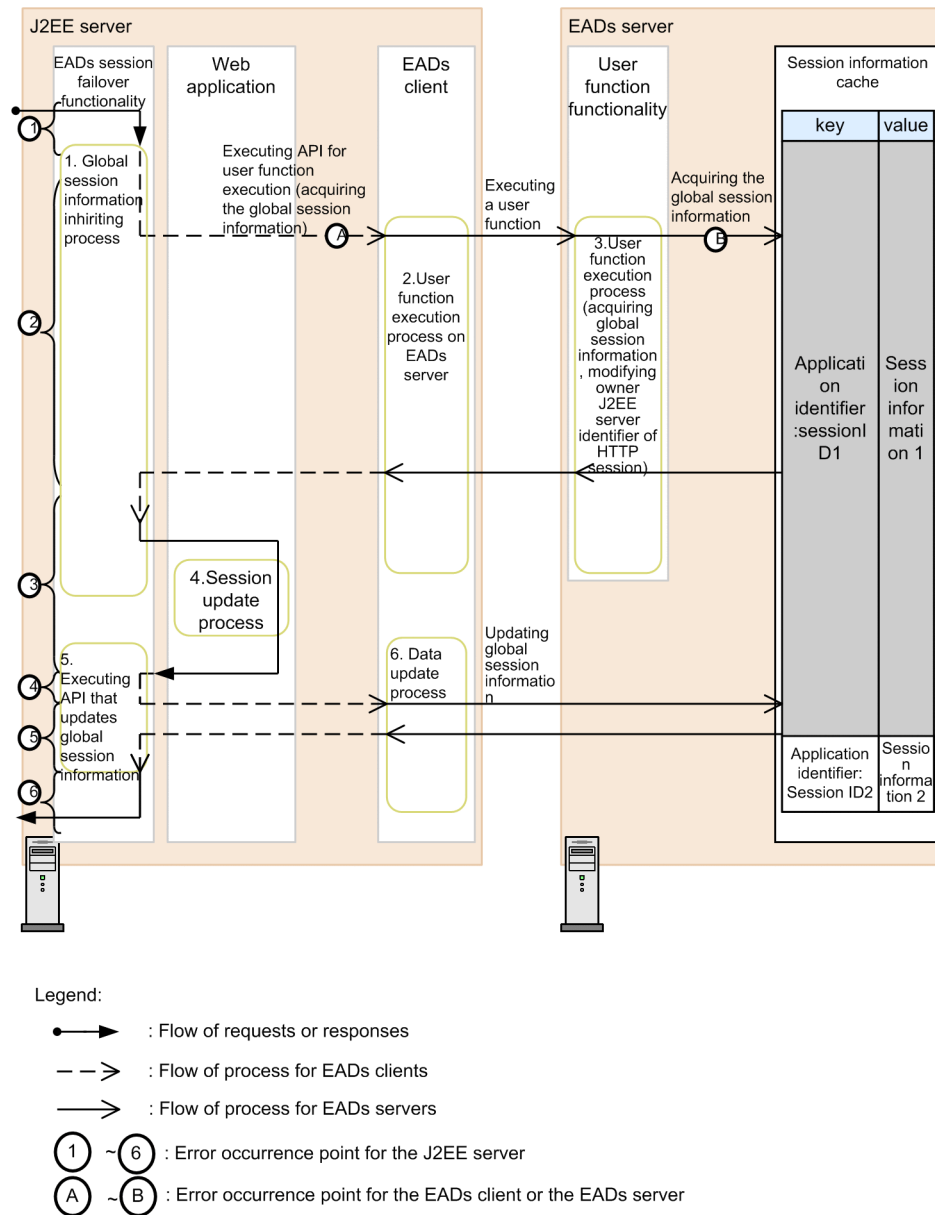 J2EE server
EADs server
EADs session
failover
functionality
Web
application
EADs
client
User
function
functionality
Session information
cache
key
value
1
1. Global
session
information
inhiriting
process
Executing API for
user function
execution (acquiring
the global session
information)
A
Executing
a user
function
Acquiring the
global session
information
B
2
2.User
function
execution
process on
EADs
server
3.User
function
execution
process
(acquiring
global
session
information
, modifying
owner
J2EE
server
identifier of
HTTP
session)
Applicati
on
identifier
:sessionI
D1
Sess
ion
infor
mati
on 1
3
4.Session
update
process
4
5
6
5.
Executing
API that
updates
global
session
information
6. Data
update
process
Updating
global
session
informatio
n
Application
identifier:
Session ID2
Sessio
n
informa
tion 2
Legend:
: Flow of requests or responses
: Flow of process for EADs clients
: Flow of process for EADs servers
1 ~ 6 : Error occurrence point for the J2EE server
A ~ B : Error occurrence point for the EADs client or the EADs server